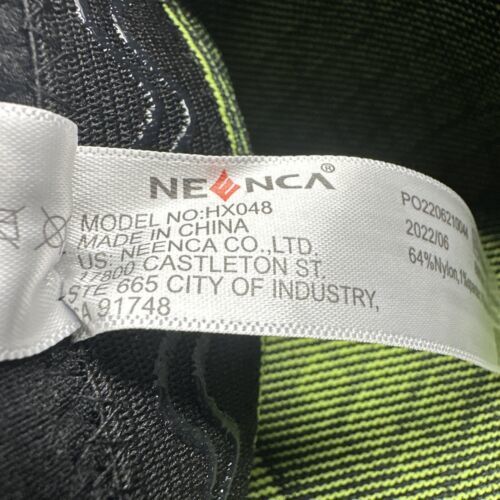 NEENCA®
MODEL NO:HX048
MADE IN CHINA
US: NEENCA CO.,LTD.
17800 CASTLETON ST.
STE 665 CITY OF INDUSTRY,
CA 91748
2022/06
64%Nylon,